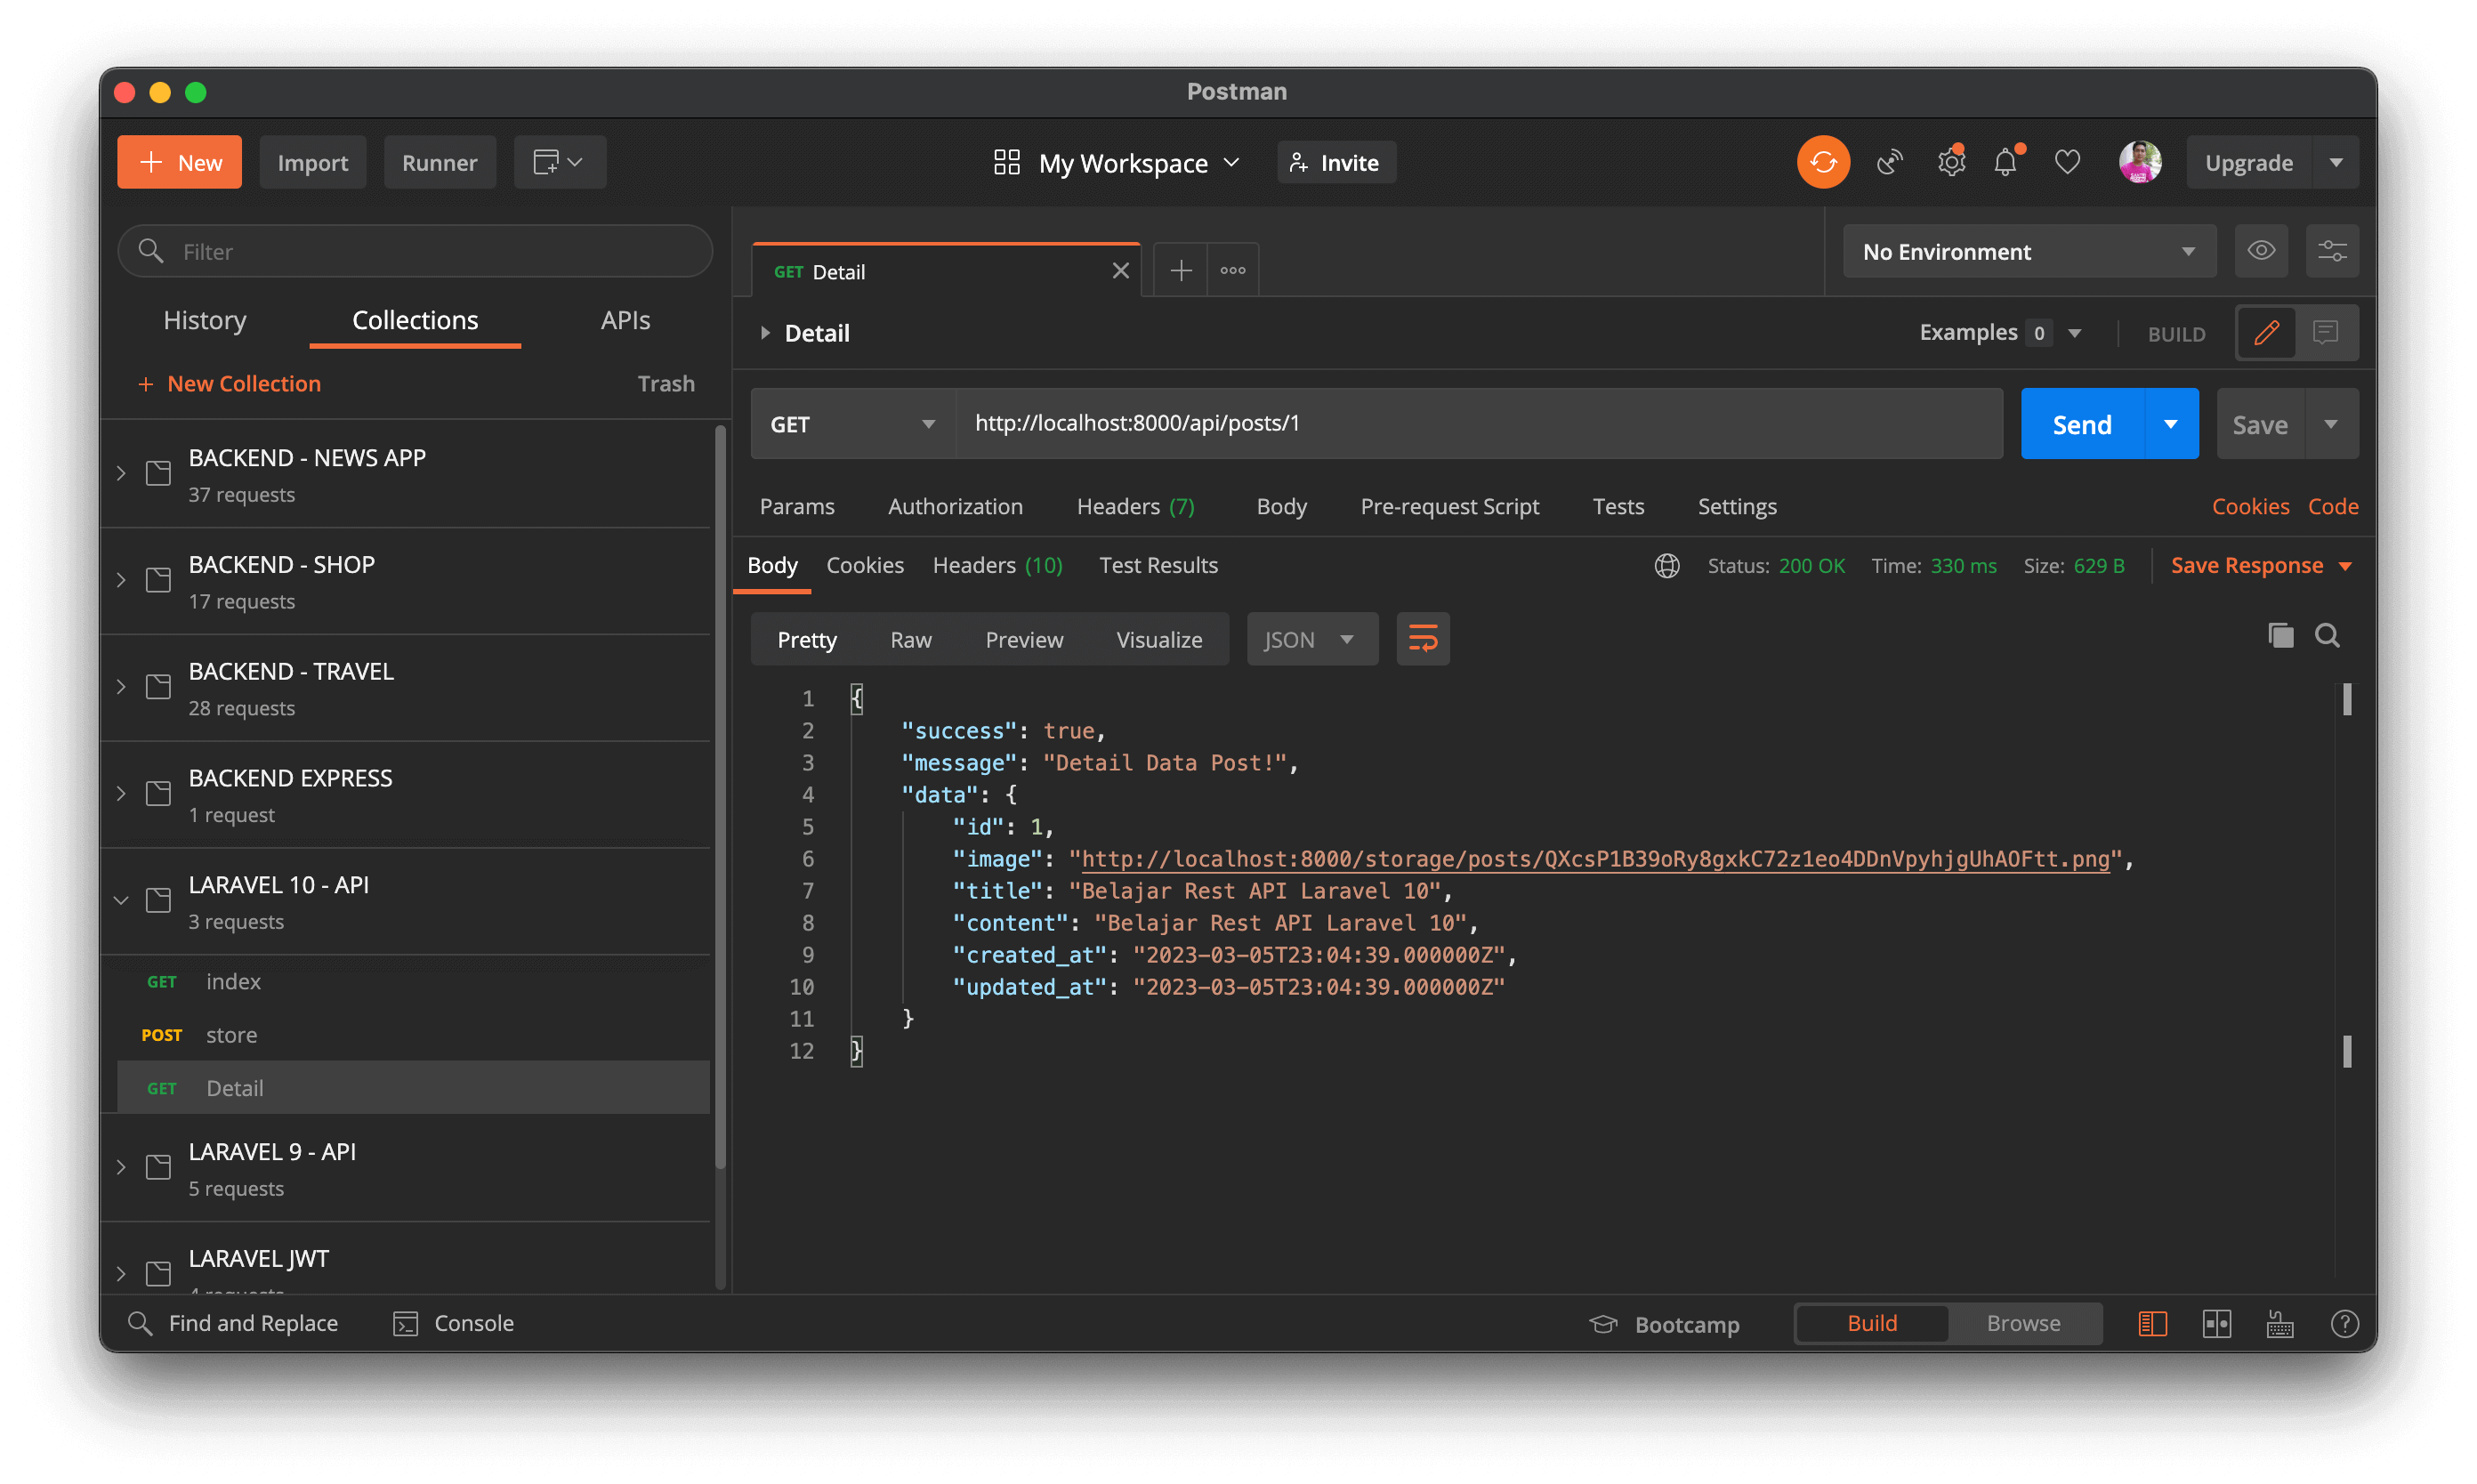 Postman
New
Import
Runner
My Workspace
Invite
Upgrade
Filter
History
Collections
APIs
+ New Collection
Trash
BACKEND - NEWS APP
37 requests
BACKEND - SHOP
17 requests
BACKEND - TRAVEL
28 requests
BACKEND EXPRESS
1 request
LARAVEL 10 - API
3 requests
GET index
POST store
GET Detail
LARAVEL 9 - API
5 requests
LARAVEL JWT
4 requests
GET Detail
No Environment
Detail
Examples 0
BUILD
GET
http://localhost:8000/api/posts/1
Send
Save
Params Authorization Headers (7) Body Pre-request Script Tests Settings
Cookies Code
Body Cookies Headers (10) Test Results
Status: 200 OK Time: 330 ms Size: 629 B
Save Response
Pretty Raw Preview Visualize
JSON
1 {
2 "success": true,
3 "message": "Detail Data Post!",
4 "data": {
5 "id": 1,
6 "image": "http://localhost:8000/storage/posts/QXcsP1B39oRy8gxkC72z1eo4DDnVpyhjgUhAOFtt.png",
7 "title": "Belajar Rest API Laravel 10",
8 "content": "Belajar Rest API Laravel 10",
9 "created_at": "2023-03-05T23:04:39.000000Z",
10 "updated_at": "2023-03-05T23:04:39.000000Z"
11 }
12 }
Find and Replace
Console
Bootcamp
Build
Browse